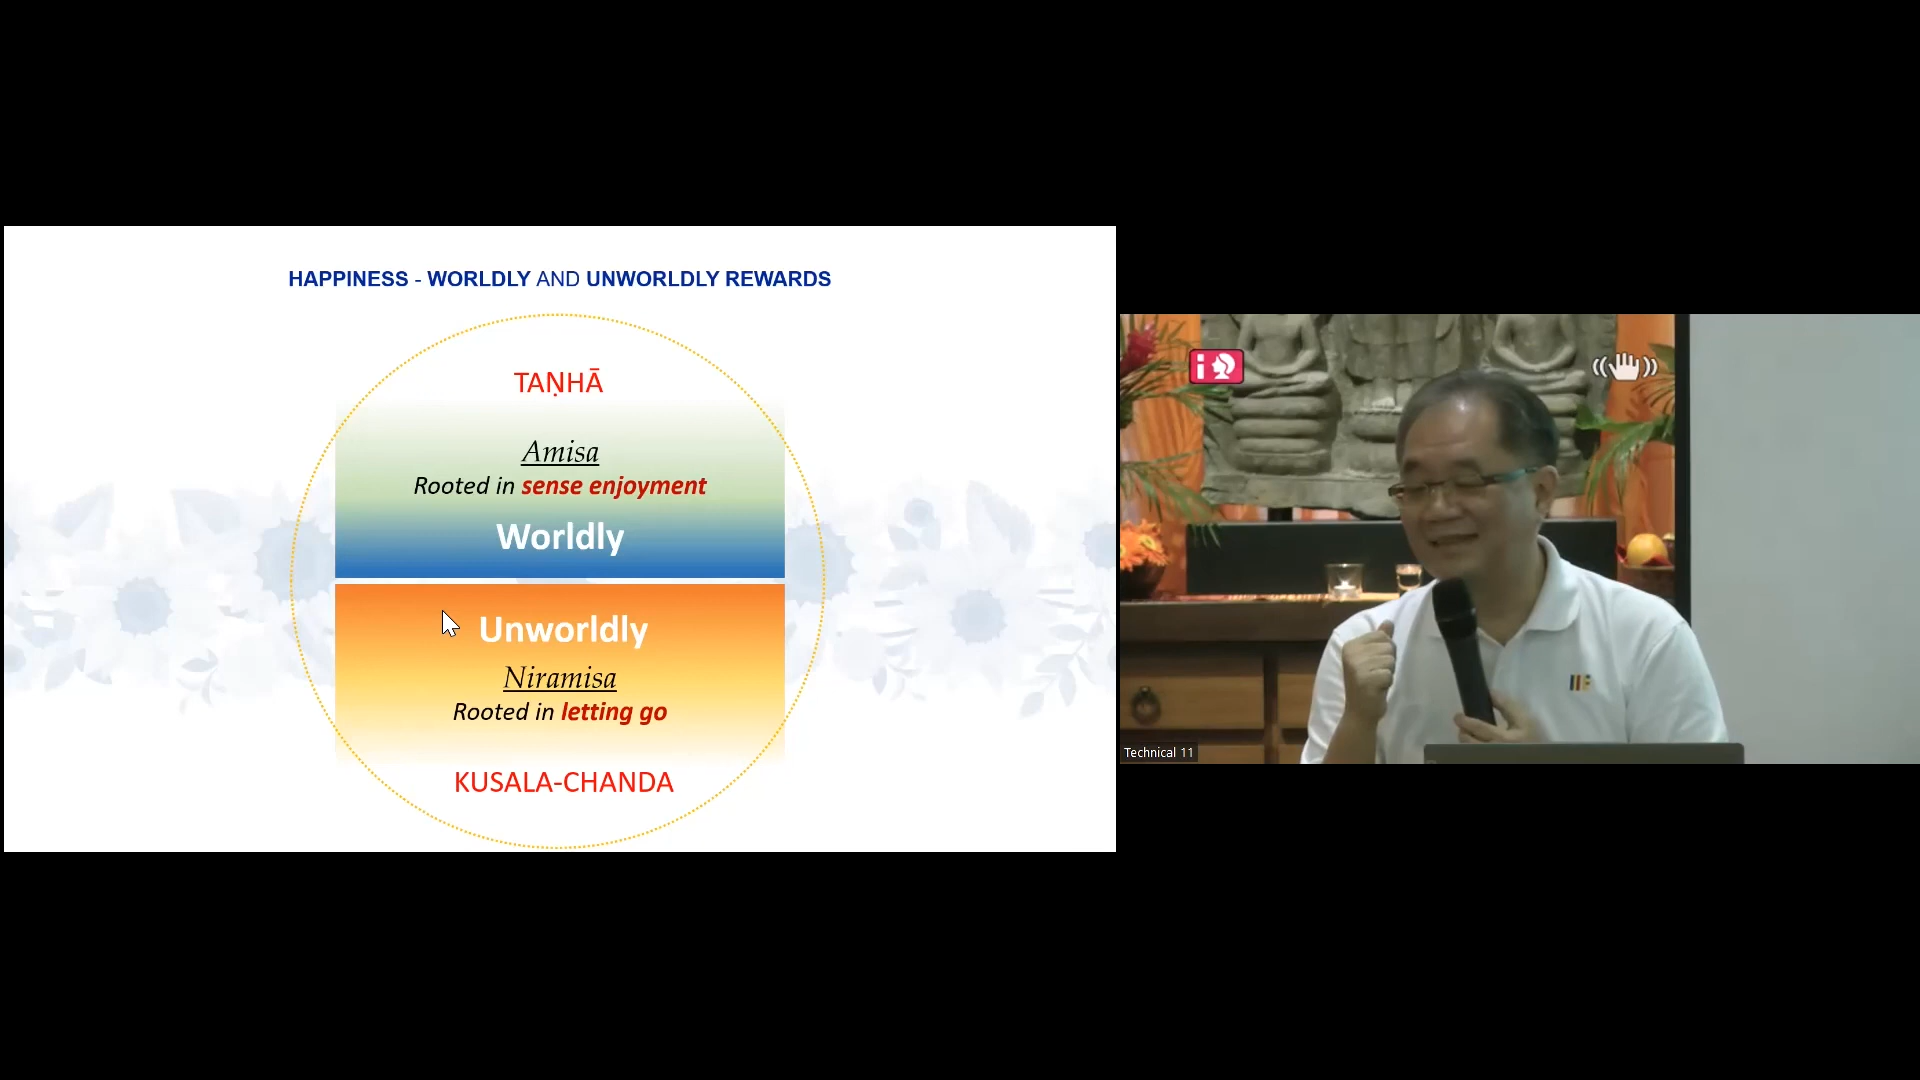 HAPPINESS - WORLDLY AND UNWORLDLY REWARDS
TAṆHĀ
Amisa
Rooted in sense enjoyment
Worldly
Unworldly
Niramisa
Rooted in letting go
KUSALA-CHANDA
i
Technical 11